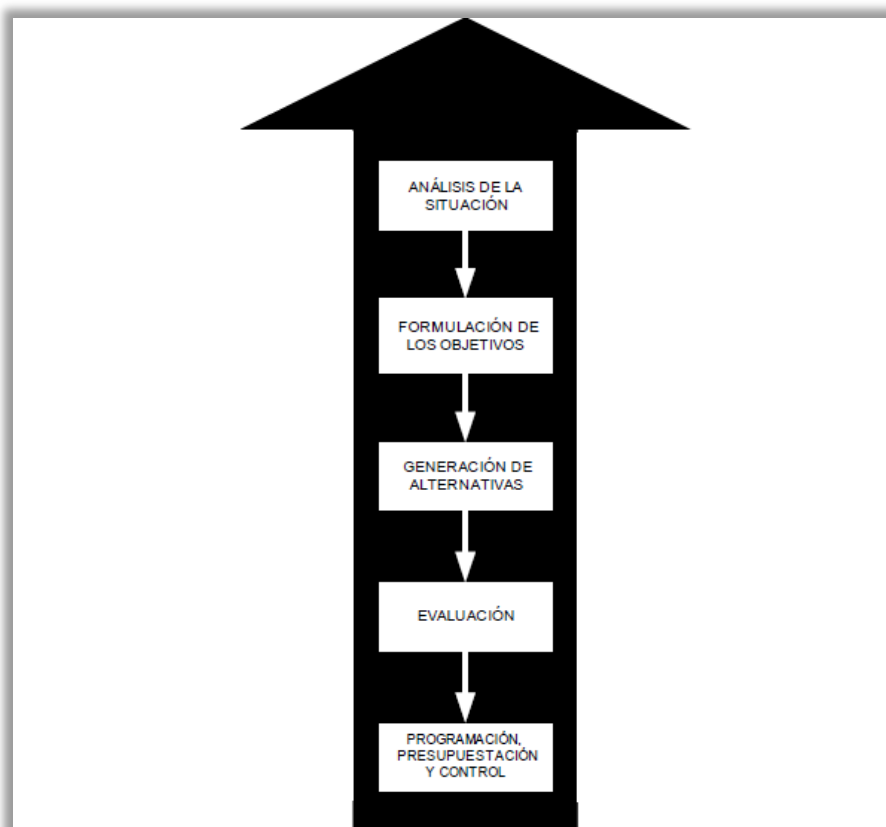 ANÁLISIS DE LA
SITUACIÓN
FORMULACIÓN DE
LOS OBJETIVOS
GENERACIÓN DE
ALTERNATIVAS
EVALUACIÓN
PROGRAMACIÓN,
PRESUPUESTACIÓN
Y CONTROL